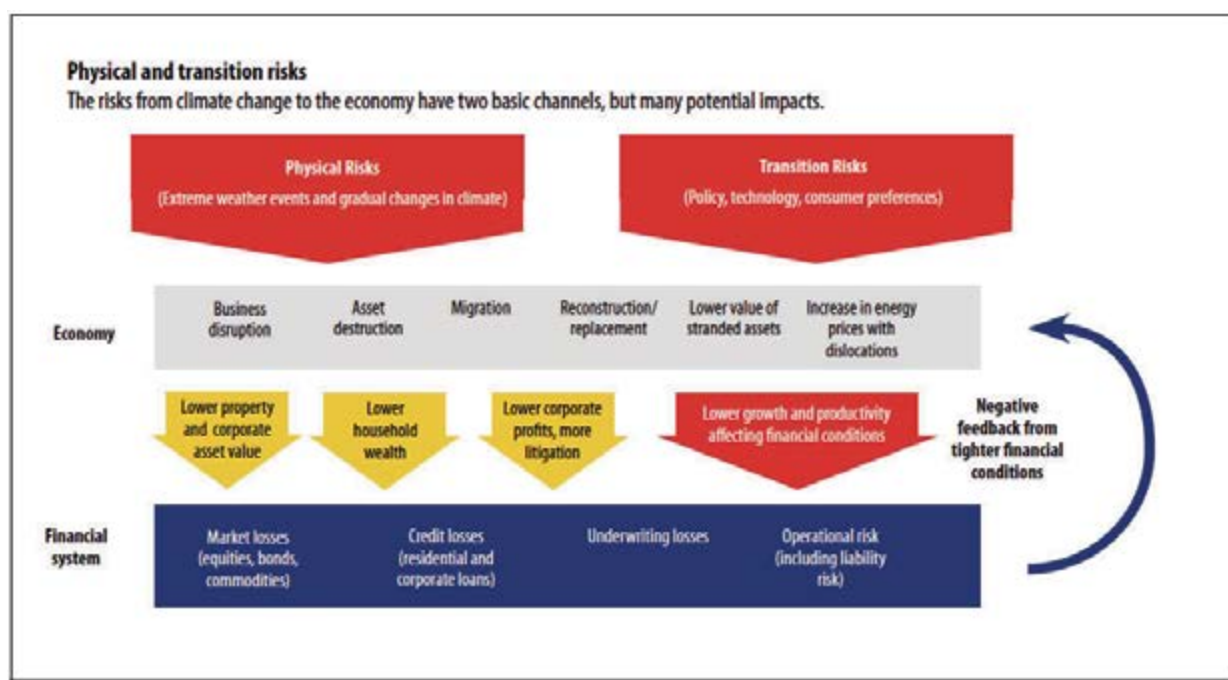 Physical and transition risks
The risks from climate change to the economy have two basic channels, but many potential impacts.
Physical Risks
(Extreme weather events and gradual changes in climate)
Transition Risks
(Policy, technology, consumer preferences)
Economy
Business
disruption
Asset
destruction
Migration
Reconstruction/
replacement
Lower value of
stranded assets
Increase in energy
prices with
dislocations
Lower property
and corporate
asset value
Lower
household
wealth
Lower corporate
profits, more
litigation
Lower growth and productivity
affecting financial conditions
Negative
feedback from
tighter financial
conditions
Financial
system
Market losses
(equities, bonds,
commodities)
Credit losses
(residential and
corporate loans)
Underwriting losses
Operational risk
(including liability
risk)